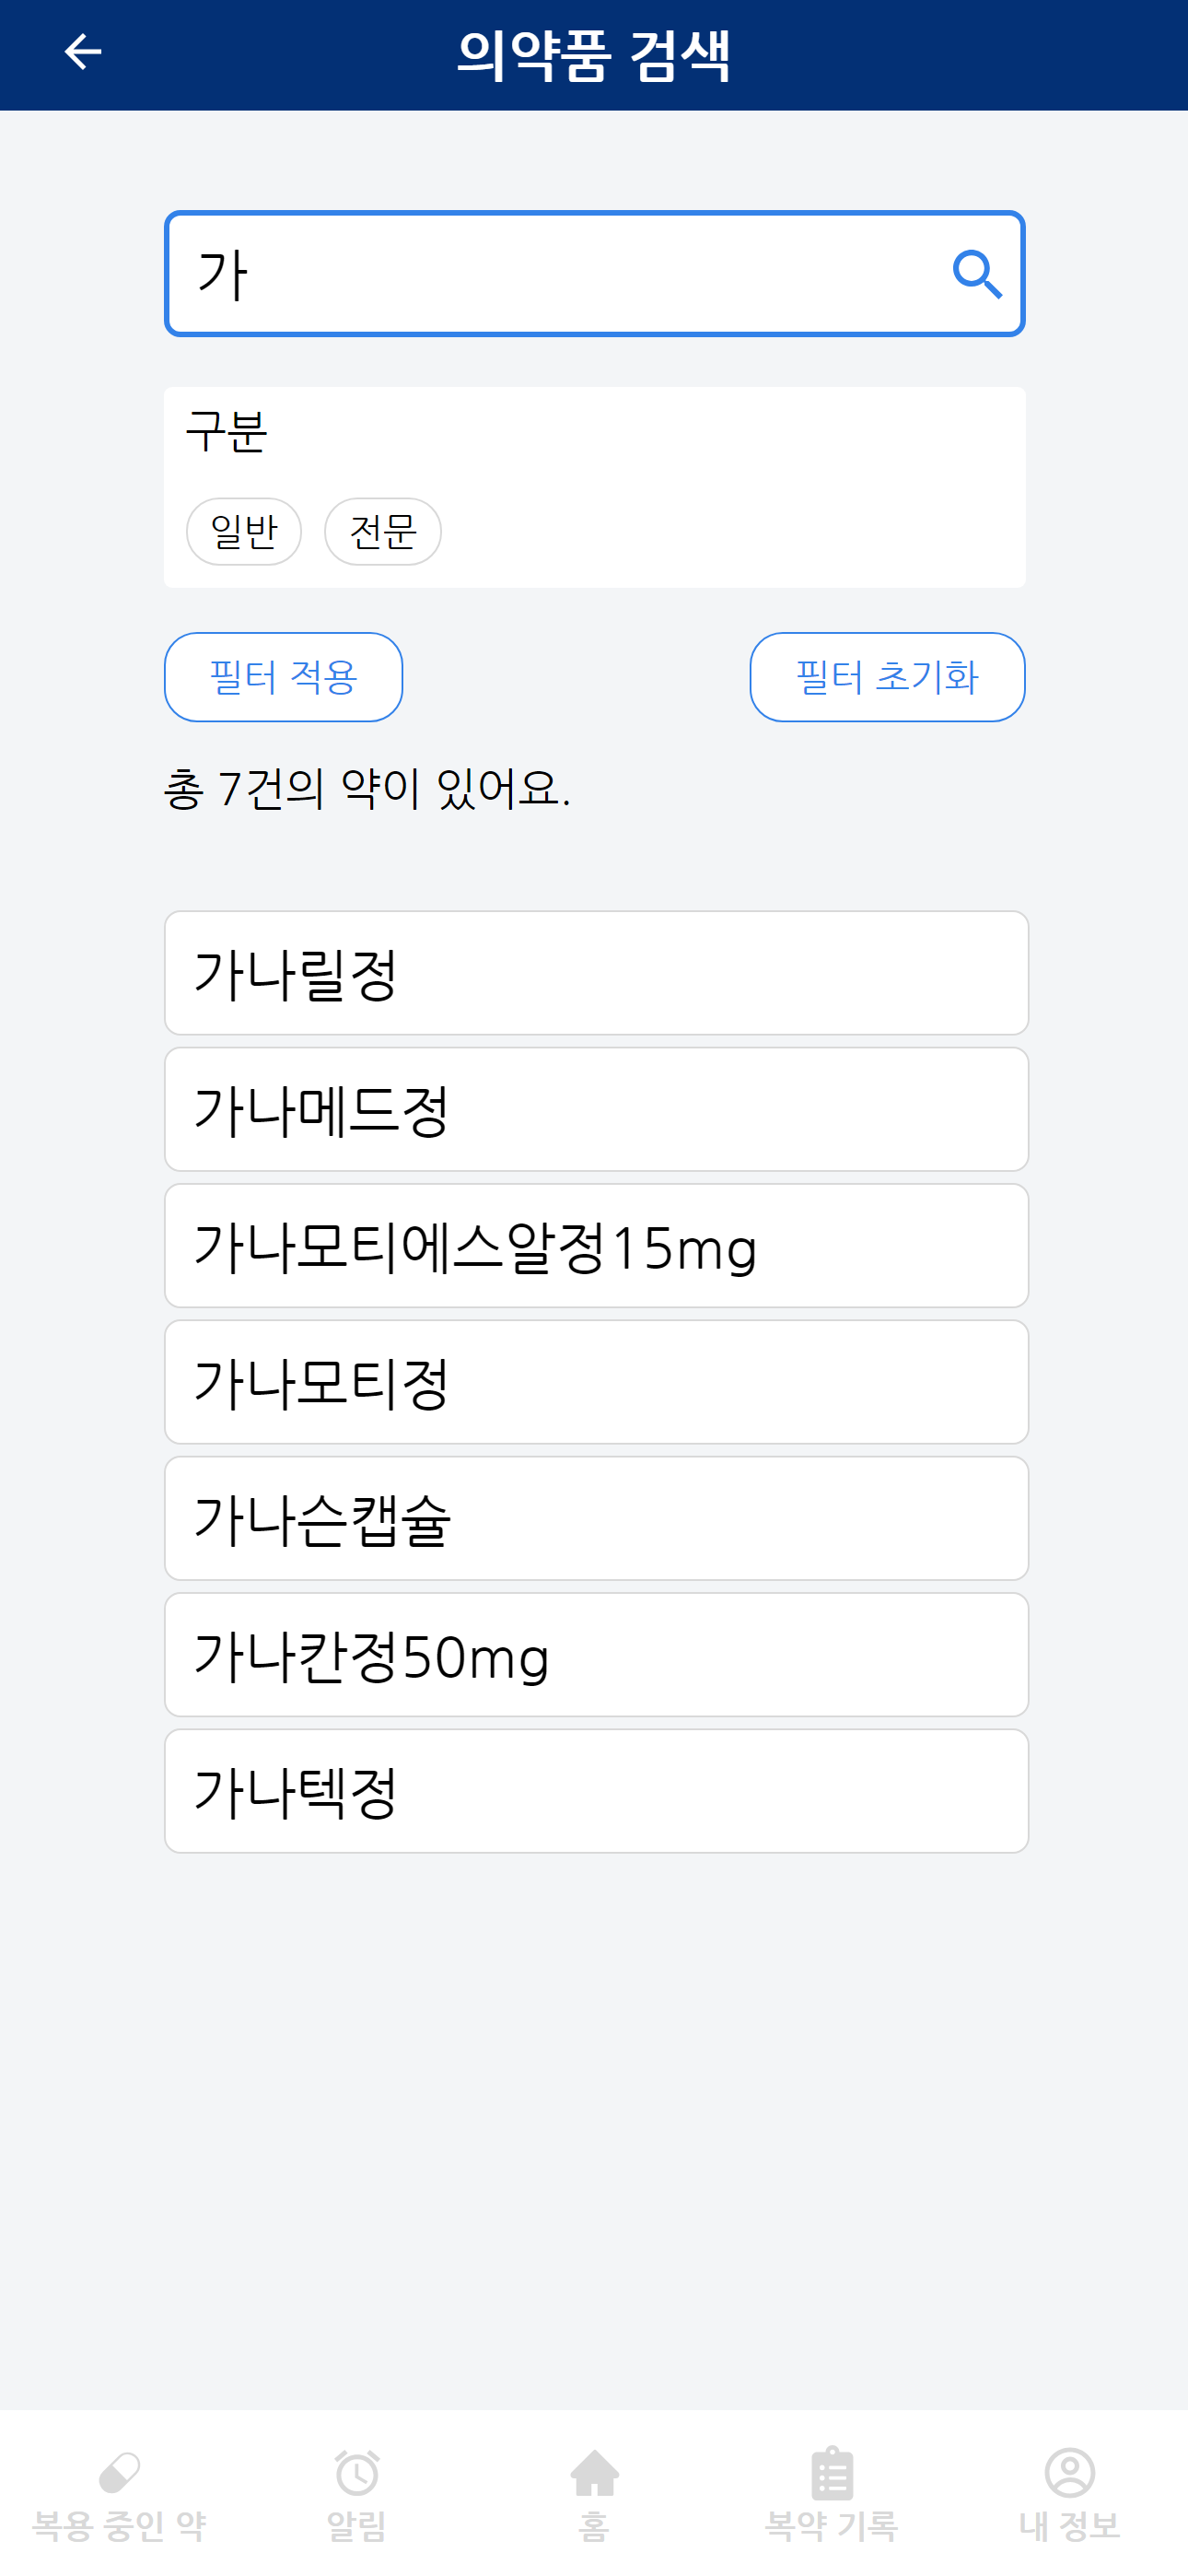 의약품 검색
가
구분
일반 전문
필터 적용 필터 초기화
총 7건의 약이 있어요.
가나릴정
가나메드정
가나모티에스알정15mg
가나모티정
가나슨캡슐
가나칸정50mg
가나텍정
복용 중인 약 알림 홈 복약 기록 내 정보